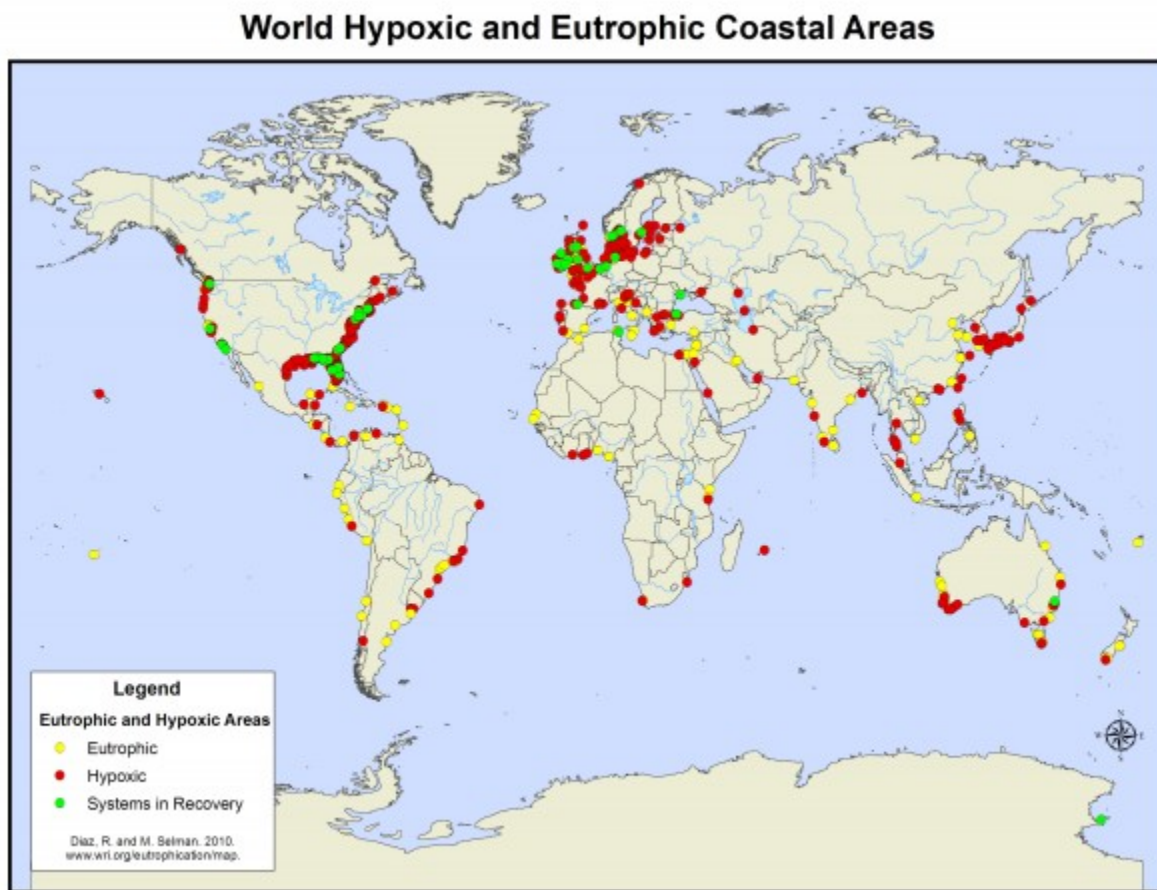 World Hypoxic and Eutrophic Coastal Areas
N
W E
S
Legend
Eutrophic and Hypoxic Areas
Eutrophic
Hypoxic
Systems in Recovery
Diaz, R. and M. Selman. 2010.
www.wri.org/eutrophication/map.